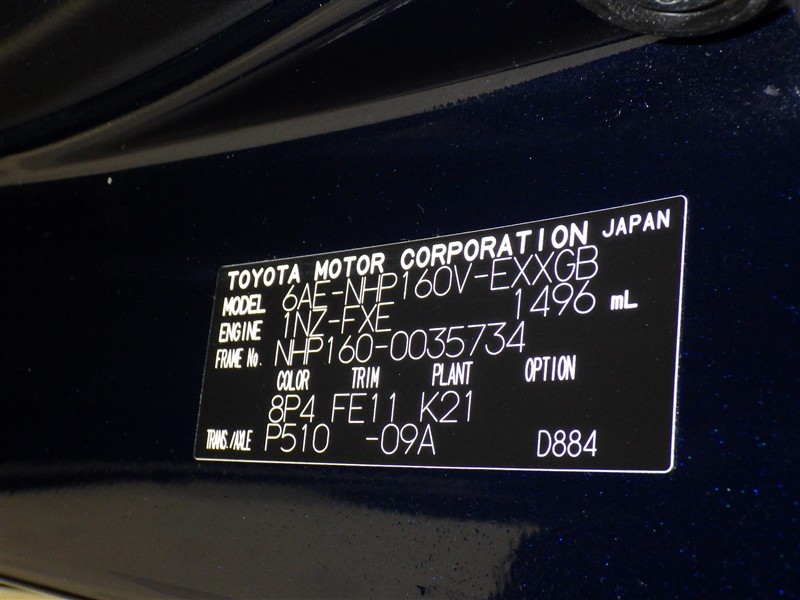 TOYOTA MOTOR CORPORATION JAPAN
MODEL 6AE-NHP160V-EXXGB
ENGINE 1NZ-FXE 1496 mL
FRAME No. NHP160-0035734
COLOR TRIM PLANT OPTION
8P4 FE11 K21
TRANS./AXLE P510 -09A D884